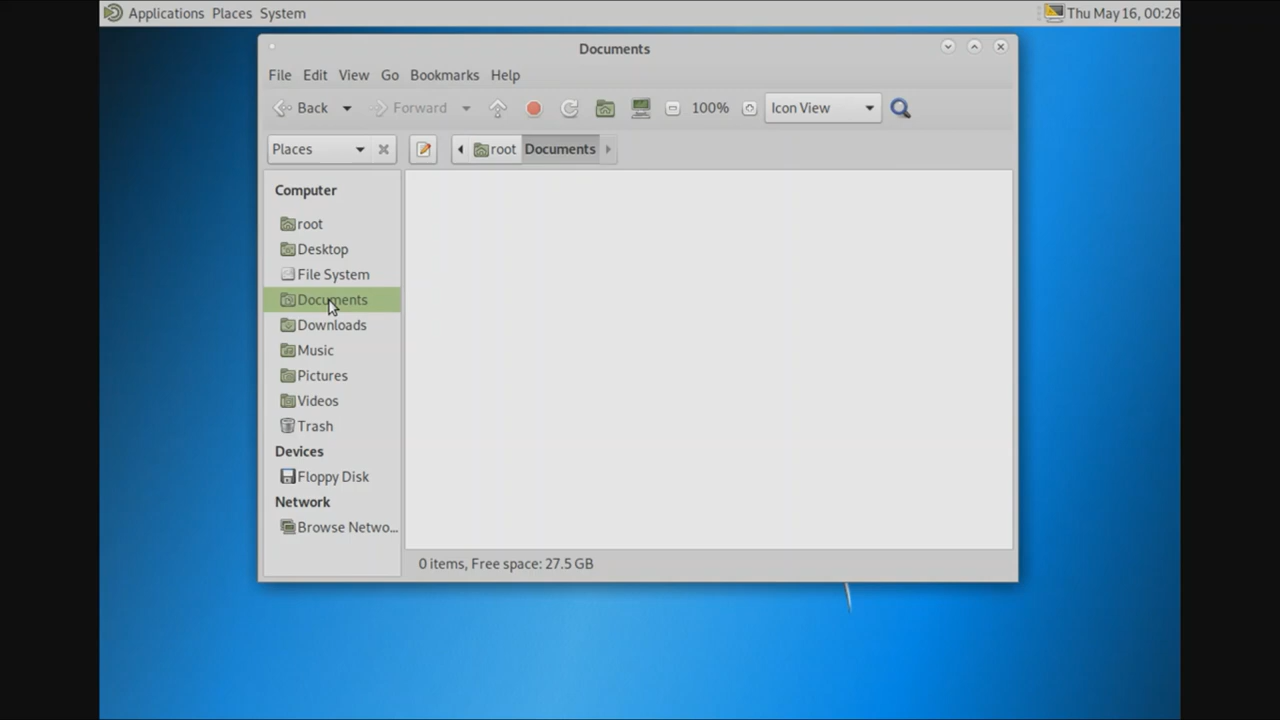 Applications Places System
Thu May 16, 00:26
Documents
File Edit View Go Bookmarks Help
Back Forward 100% Icon View
Places root Documents
Computer
root
Desktop
File System
Documents
Downloads
Music
Pictures
Videos
Trash
Devices
Floppy Disk
Network
Browse Netwo...
0 items, Free space: 27.5 GB